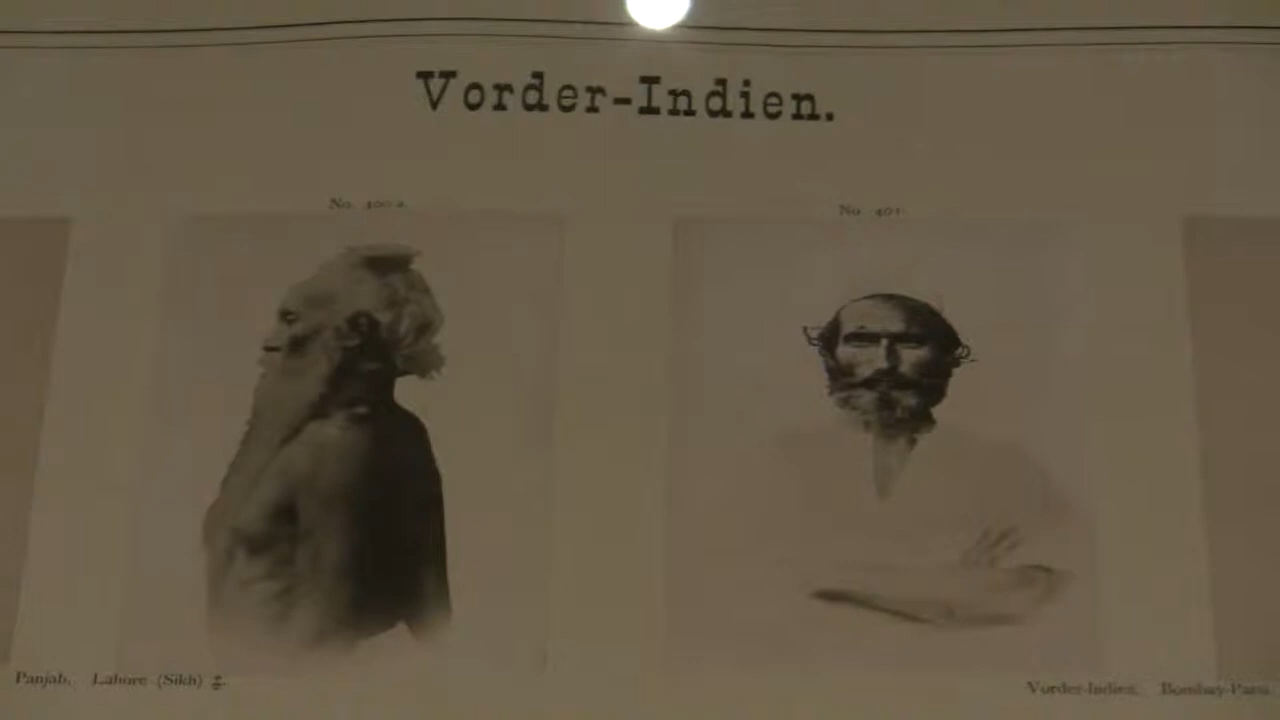 Vorder-Indien.
No. 400 a.
No. 401.
Panjab. Lahore (Sikh)
Vorder-Indien. Bombay-Parsi.